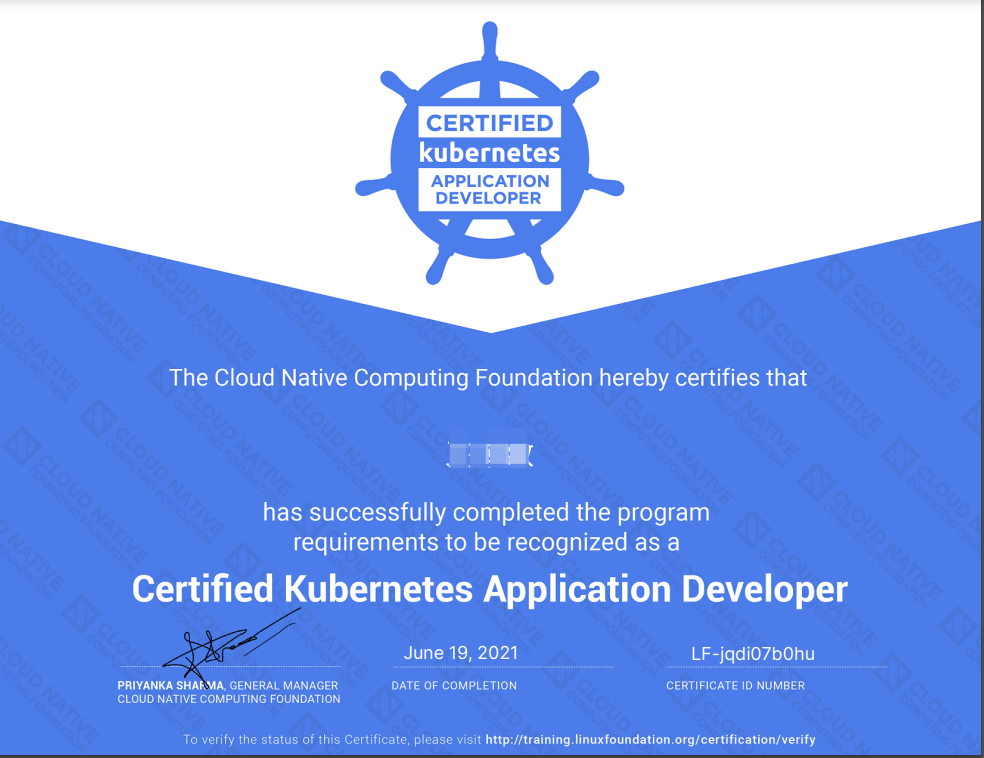 CERTIFIED
kubernetes
APPLICATION
DEVELOPER
The Cloud Native Computing Foundation hereby certifies that
has successfully completed the program
requirements to be recognized as a
Certified Kubernetes Application Developer
June 19, 2021
LF-jqdi07b0hu
PRIYANKA SHARMA, GENERAL MANAGER
CLOUD NATIVE COMPUTING FOUNDATION
DATE OF COMPLETION
CERTIFICATE ID NUMBER
To verify the status of this Certificate, please visit http://training.linuxfoundation.org/certification/verify